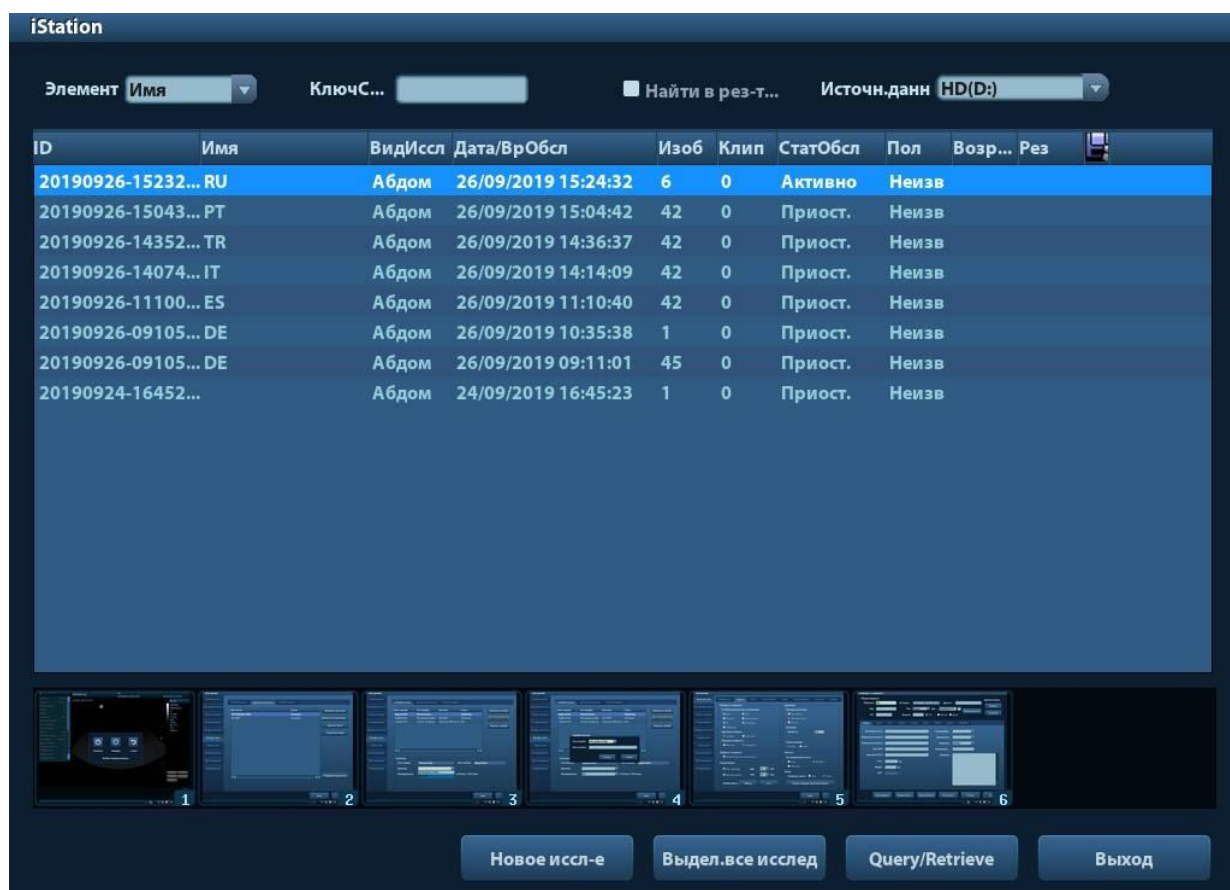 iStation
Элемент Имя КлючС... Найти в рез-т... Источн.данн HD(D:)
ID Имя ВидИссл Дата/ВрОбсл Изоб Клип СтатОбсл Пол Возр... Рез
20190926-15232... RU Абдом 26/09/2019 15:24:32 6 0 Активно Неизв
20190926-15043... PT Абдом 26/09/2019 15:04:42 42 0 Приост. Неизв
20190926-14352... TR Абдом 26/09/2019 14:36:37 42 0 Приост. Неизв
20190926-14074... IT Абдом 26/09/2019 14:14:09 42 0 Приост. Неизв
20190926-11100... ES Абдом 26/09/2019 11:10:40 42 0 Приост. Неизв
20190926-09105... DE Абдом 26/09/2019 10:35:38 1 0 Приост. Неизв
20190926-09105... DE Абдом 26/09/2019 09:11:01 45 0 Приост. Неизв
20190924-16452... Абдом 24/09/2019 16:45:23 1 0 Приост. Неизв
1 2 3 4 5 6
Новое иссл-е Выдел.все исслед Query/Retrieve Выход